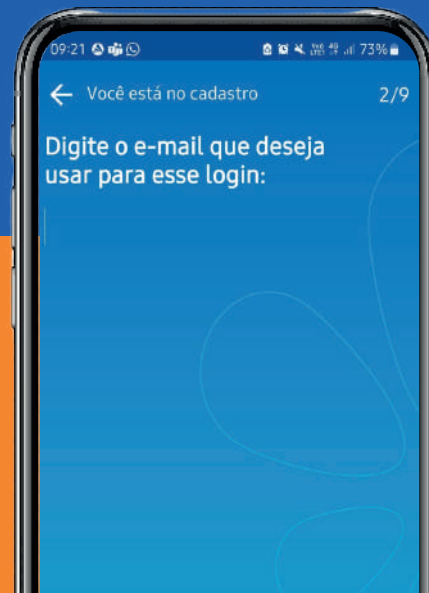 09:21 73%
Você está no cadastro 2/9
Digite o e-mail que deseja
usar para esse login: